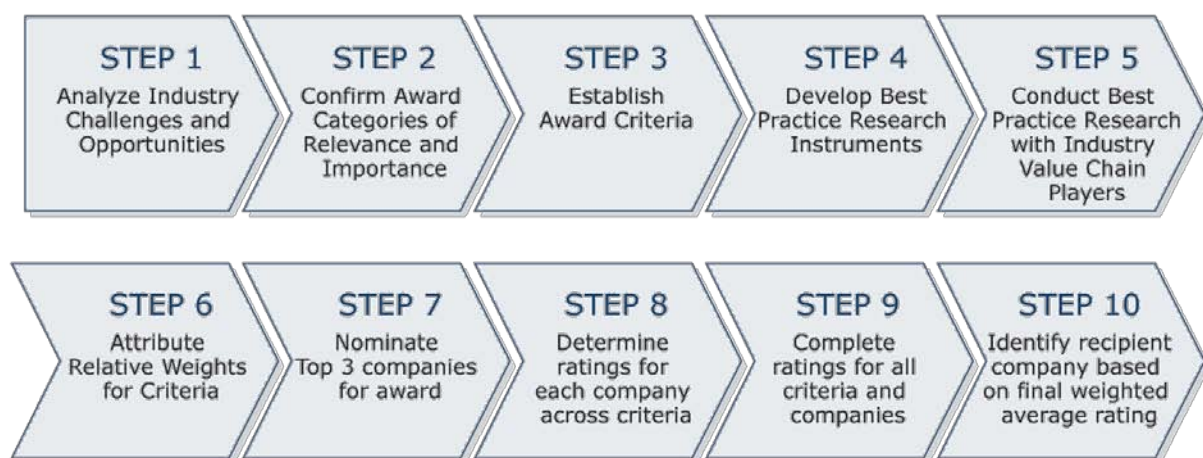 STEP 1
Analyze Industry
Challenges and
Opportunities
STEP 2
Confirm Award
Categories of
Relevance and
Importance
STEP 3
Establish
Award Criteria
STEP 4
Develop Best
Practice Research
Instruments
STEP 5
Conduct Best
Practice Research
with Industry
Value Chain
Players
STEP 6
Attribute
Relative Weights
for Criteria
STEP 7
Nominate
Top 3 companies
for award
STEP 8
Determine
ratings for
each company
across criteria
STEP 9
Complete
ratings for all
criteria and
companies
STEP 10
Identify recipient
company based
on final weighted
average rating